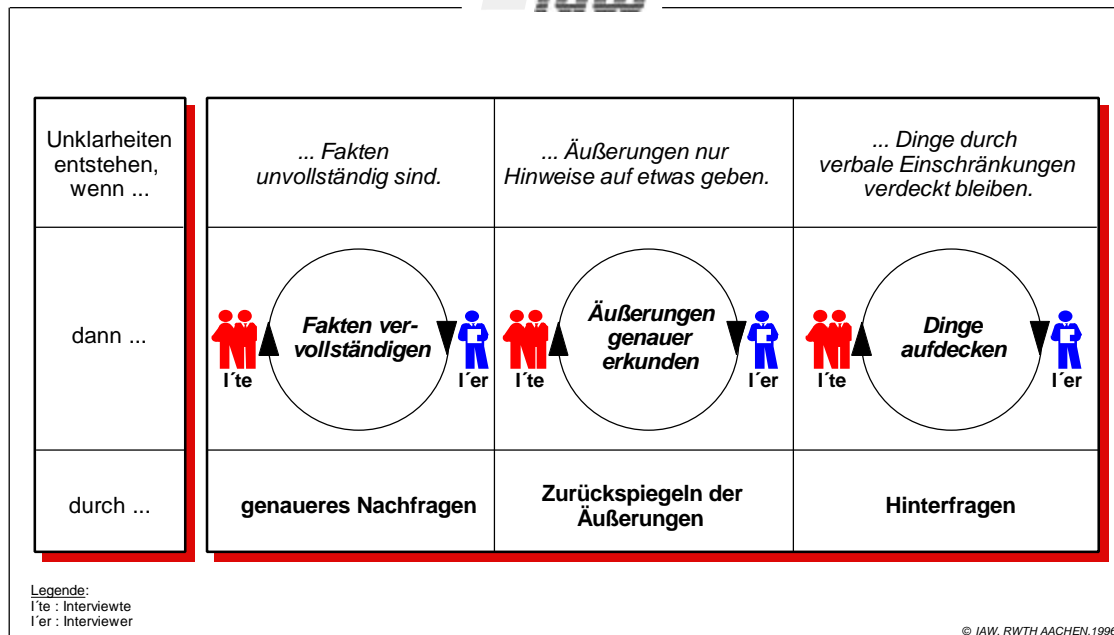 Unklarheiten
entstehen,
wenn ...
... Fakten
unvollständig sind.
... Äußerungen nur
Hinweise auf etwas geben.
... Dinge durch
verbale Einschränkungen
verdeckt bleiben.
dann ...
I´te
Fakten ver-
vollständigen
I´er
I´te
Äußerungen
genauer
erkunden
I´er
I´te
Dinge
aufdecken
I´er
durch ...
genaueres Nachfragen
Zurückspiegeln der
Äußerungen
Hinterfragen
Legende:
I´te : Interviewte
I´er : Interviewer
© IAW, RWTH AACHEN,1996